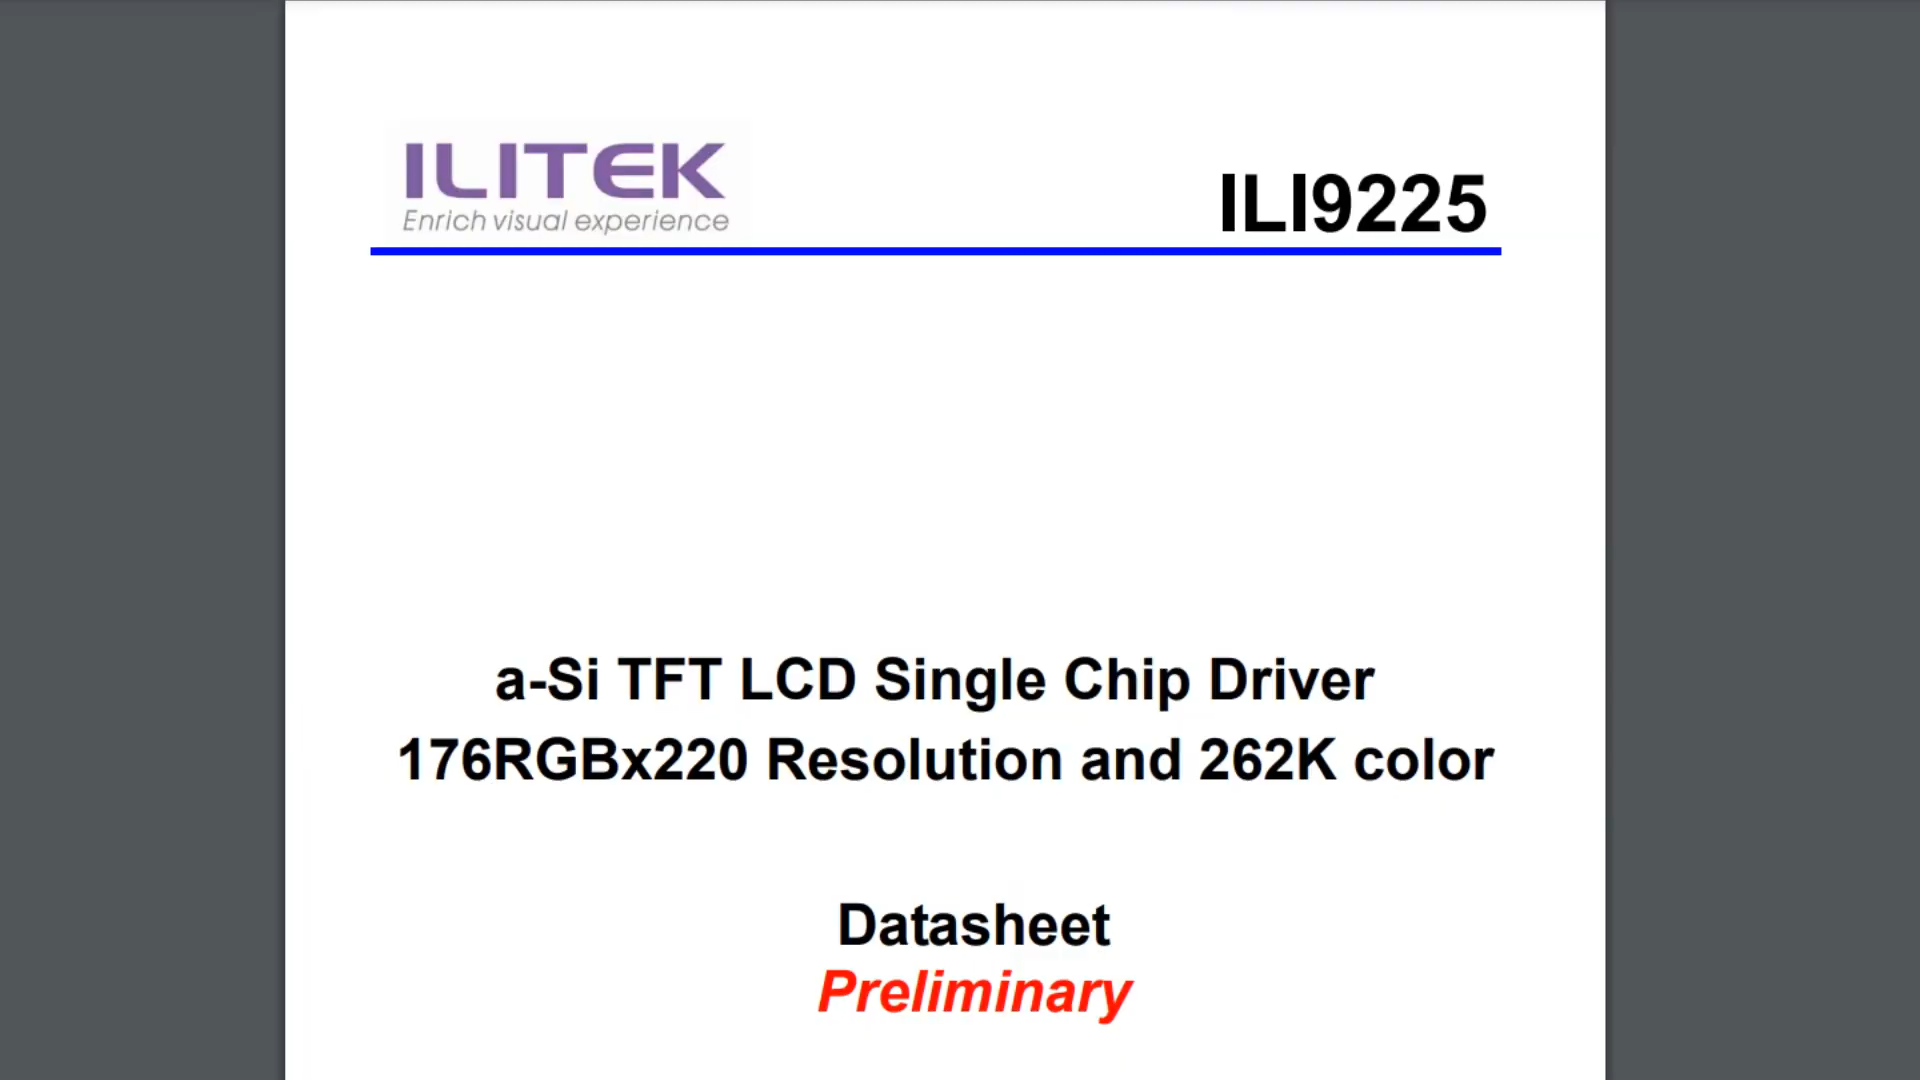 ILITEK
Enrich visual experience
ILI9225
a-Si TFT LCD Single Chip Driver
176RGBx220 Resolution and 262K color
Datasheet
Preliminary